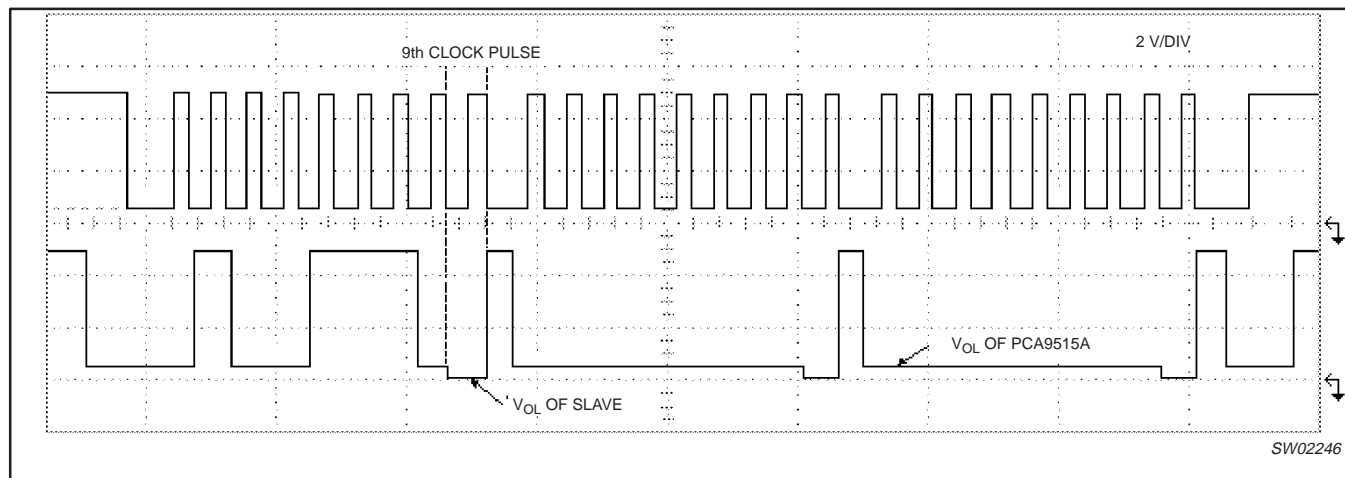 9th CLOCK PULSE
2 V/DIV
VOL OF PCA9515A
VOL OF SLAVE
SW02246